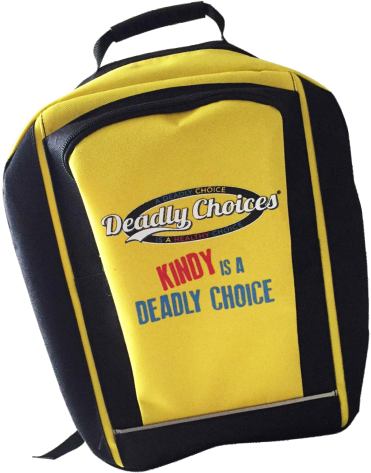 A DEADLY CHOICE
Deadly Choices®
IS A HEALTHY CHOICE
KINDY IS A
DEADLY CHOICE